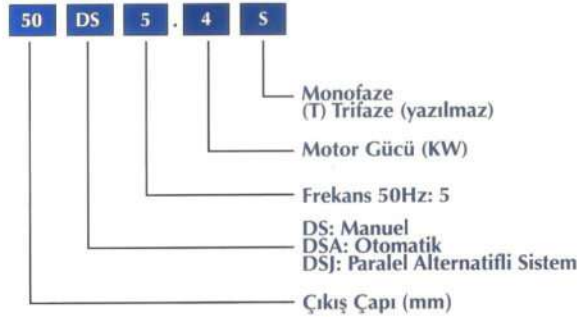 50 DS 5 . 4 S
Monofaze
(T) Trifaze (yazılmaz)
Motor Gücü (KW)
Frekans 50Hz: 5
DS: Manuel
DSA: Otomatik
DSJ: Paralel Alternatifli Sistem
Çıkış Çapı (mm)